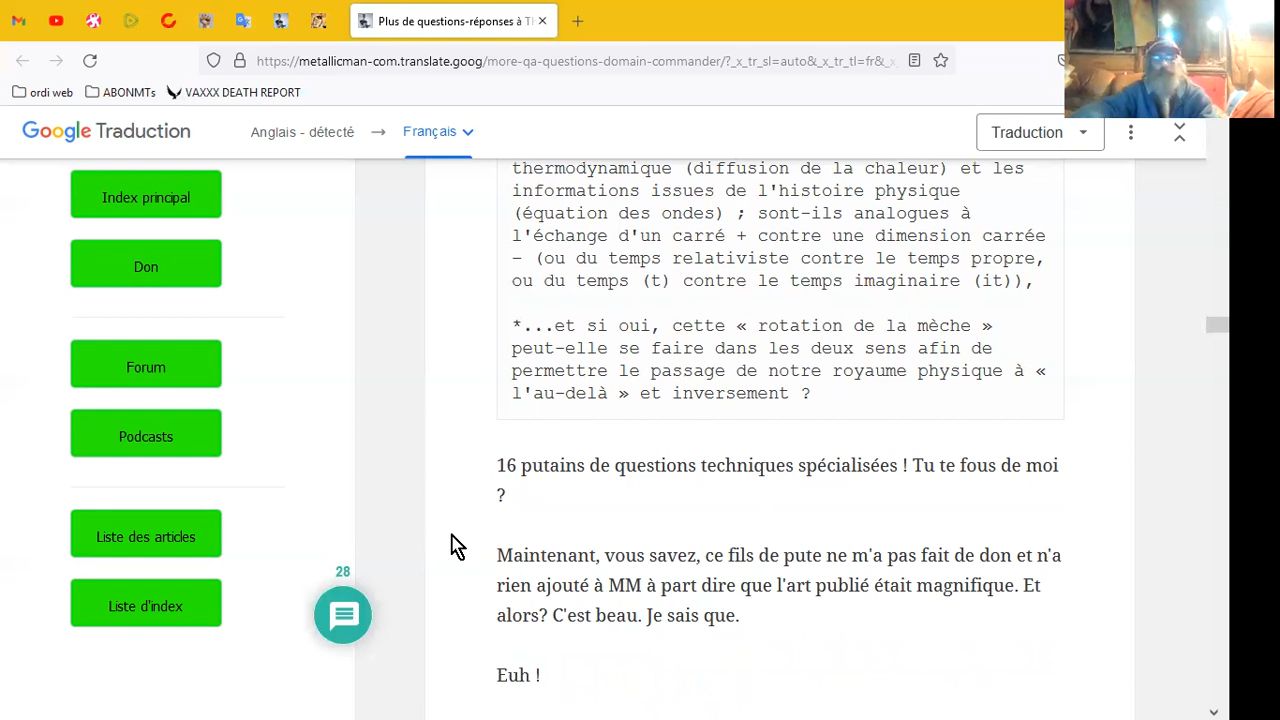 Plus de questions-réponses à Th
https://metallicman-com.translate.goog/more-qa-questions-domain-commander/?_x_tr_sl=auto&_x_tr_tl=fr&_x_
ordi web
ABONMTs
VAXXX DEATH REPORT
Google Traduction
Anglais - détecté
Français
Traduction
Index principal
Don
Forum
Podcasts
Liste des articles
Liste d'index
28
thermodynamique (diffusion de la chaleur) et les
informations issues de l'histoire physique
(équation des ondes) ; sont-ils analogues à
l'échange d'un carré + contre une dimension carrée
– (ou du temps relativiste contre le temps propre,
ou du temps (t) contre le temps imaginaire (it)),
*...et si oui, cette « rotation de la mèche »
peut-elle se faire dans les deux sens afin de
permettre le passage de notre royaume physique à «
l'au-delà » et inversement ?
16 putains de questions techniques spécialisées ! Tu te fous de moi
?
Maintenant, vous savez, ce fils de pute ne m'a pas fait de don et n'a
rien ajouté à MM à part dire que l'art publié était magnifique. Et
alors? C'est beau. Je sais que.
Euh !